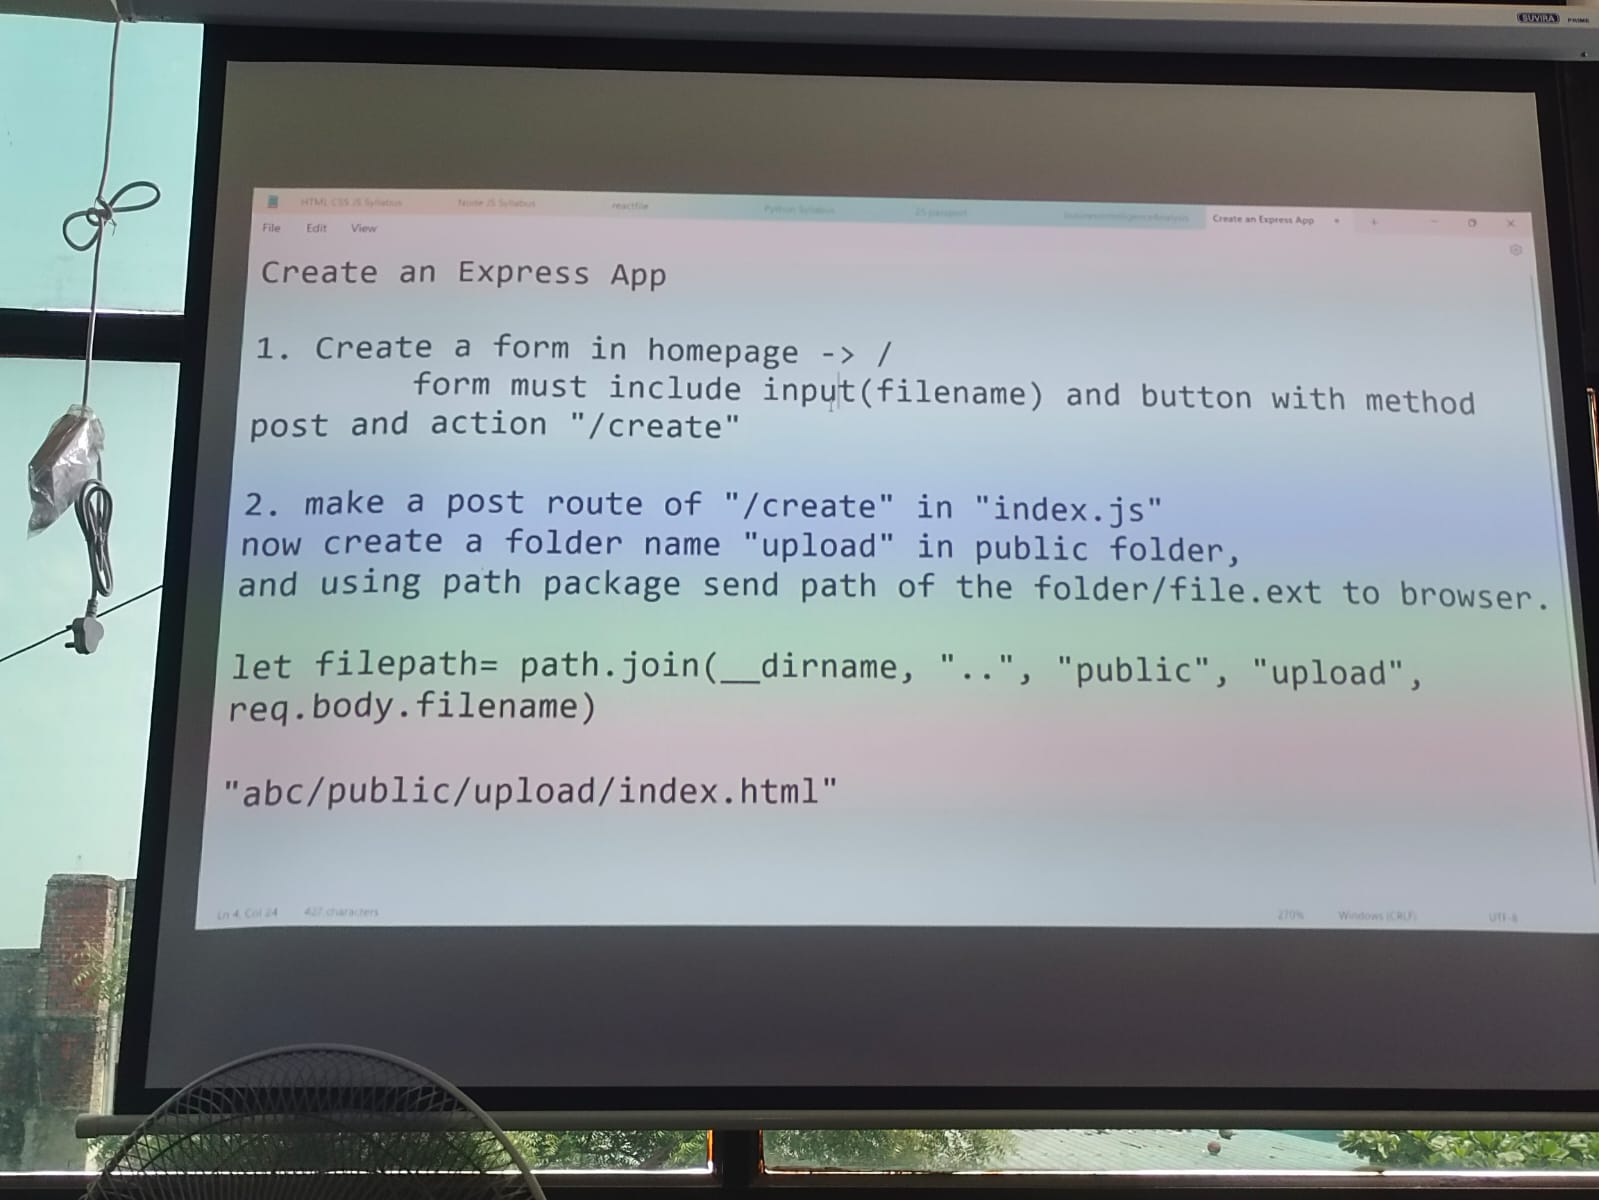 SUVIRA PRIME
HTML CSS JS Syllabus Node JS Syllabus reactfile Python Syllabus Create an Express App
File Edit View
Create an Express App
1. Create a form in homepage -> /
form must include input(filename) and button with method
post and action "/create"
2. make a post route of "/create" in "index.js"
now create a folder name "upload" in public folder,
and using path package send path of the folder/file.ext to browser.
let filepath= path.join(__dirname, "..", "public", "upload",
req.body.filename)
"abc/public/upload/index.html"
Ln 4, Col 24 427 characters 270% Windows (CRLF) UTF-8